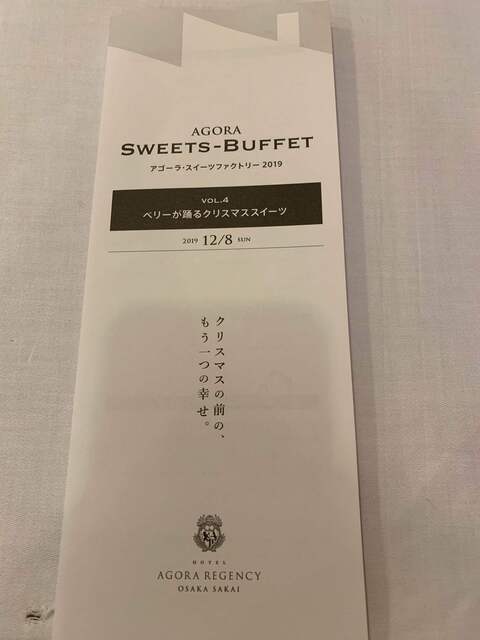 AGORA
SWEETS-BUFFET
アゴーラ・スイーツファクトリー 2019
VOL.4
ベリーが踊るクリスマススイーツ
2019 12/8 SUN
クリスマスの前の、
もう一つの幸せ。
HOTEL
AGORA REGENCY
OSAKA SAKAI